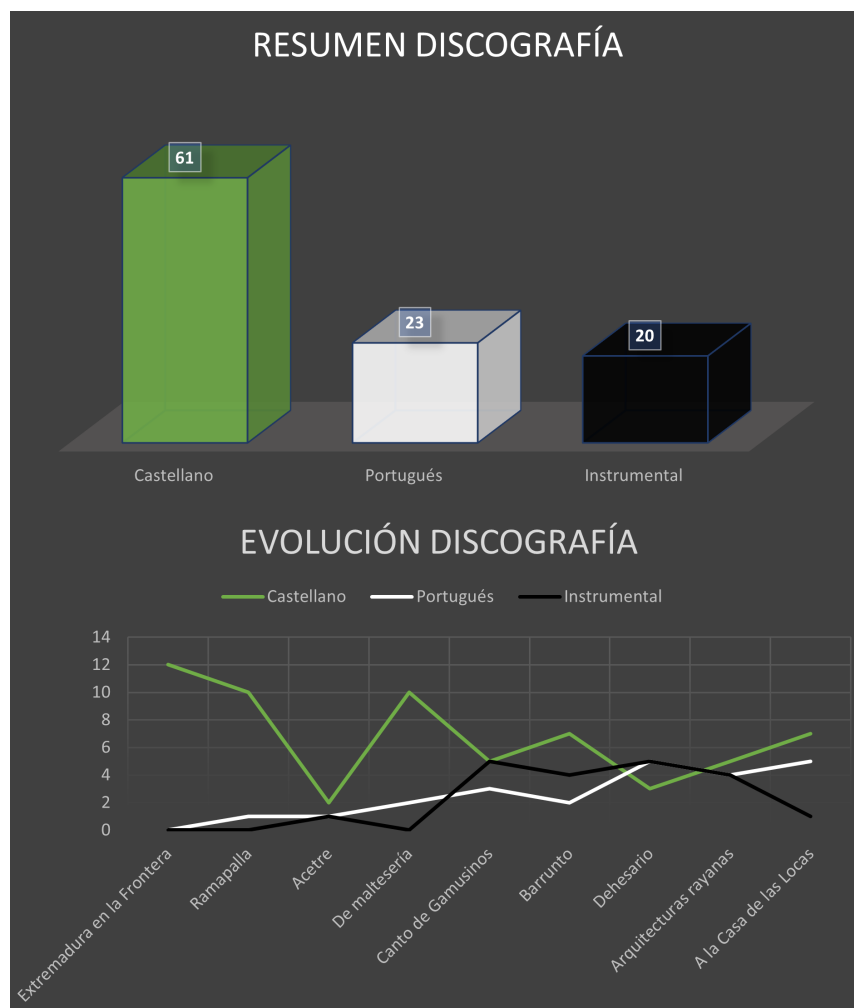 RESUMEN DISCOGRAFÍA
61
23
20
Castellano
Portugués
Instrumental
EVOLUCIÓN DISCOGRAFÍA
Castellano Portugués Instrumental
14
12
10
8
6
4
2
0
Extremadura en la Frontera
Ramapalla
Acetre
De maltesería
Canto de Gamusinos
Barrunto
Dehesario
Arquitecturas rayanas
A la Casa de las Locas